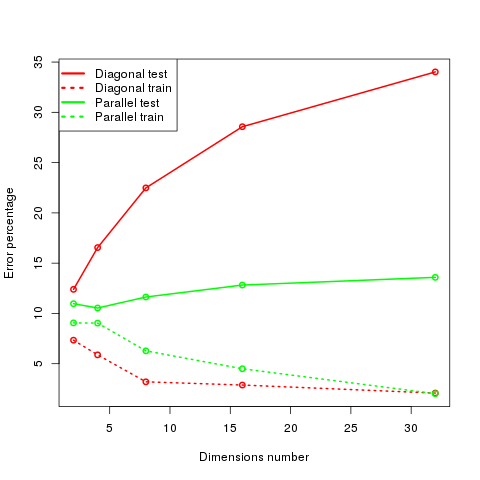 Diagonal test
Diagonal train
Parallel test
Parallel train
35
30
25
20
15
10
5
Error percentage
5 10 15 20 25 30
Dimensions number